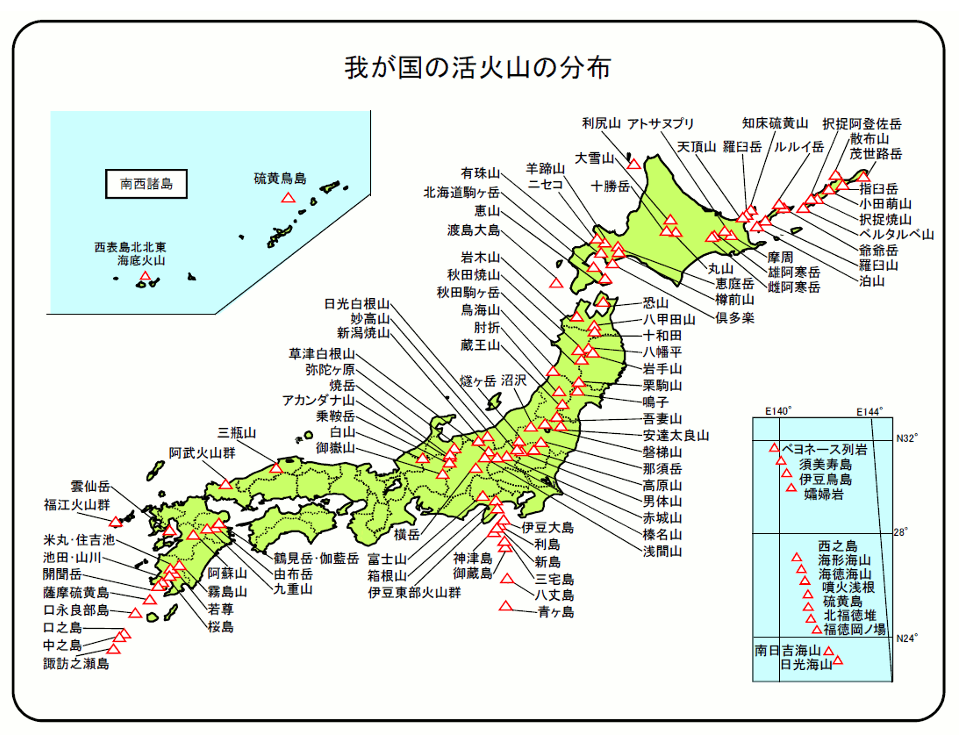 我が国の活火山の分布
南西諸島
硫黄鳥島
西表島北北東
海底火山
利尻山
アトサヌプリ
知床硫黄山
択捉阿登佐岳
散布山
茂世路岳
天頂山
羅臼岳
ルルイ岳
大雪山
十勝岳
羊蹄山
ニセコ
有珠山
北海道駒ヶ岳
恵山
渡島大島
指臼岳
小田萌山
択捉焼山
ベルタルベ山
爺爺岳
羅臼山
泊山
摩周
雄阿寒岳
雌阿寒岳
丸山
恵庭岳
樽前山
倶多楽
岩木山
秋田焼山
秋田駒ヶ岳
鳥海山
肘折
蔵王山
恐山
八甲田山
十和田
八幡平
岩手山
栗駒山
鳴子
吾妻山
安達太良山
磐梯山
那須岳
高原山
男体山
赤城山
榛名山
浅間山
日光白根山
妙高山
新潟焼山
草津白根山
弥陀ヶ原
焼岳
アカンダナ山
乗鞍岳
白山
御嶽山
燧ヶ岳
沼沢
三瓶山
阿武火山群
雲仙岳
福江火山群
米丸・住吉池
池田・山川
開聞岳
薩摩硫黄島
口永良部島
口之島
中之島
諏訪之瀬島
阿蘇山
霧島山
若尊
桜島
鶴見岳・伽藍岳
由布岳
九重山
横岳
富士山
箱根山
伊豆東部火山群
神津島
御蔵島
伊豆大島
利島
新島
三宅島
八丈島
青ヶ島
E140°
E144°
N32°
ベヨネース列岩
須美寿島
伊豆鳥島
孀婦岩
28°
西之島
海形海山
海徳海山
噴火浅根
硫黄島
北福徳堆
福徳岡ノ場
N24°
南日吉海山
日光海山